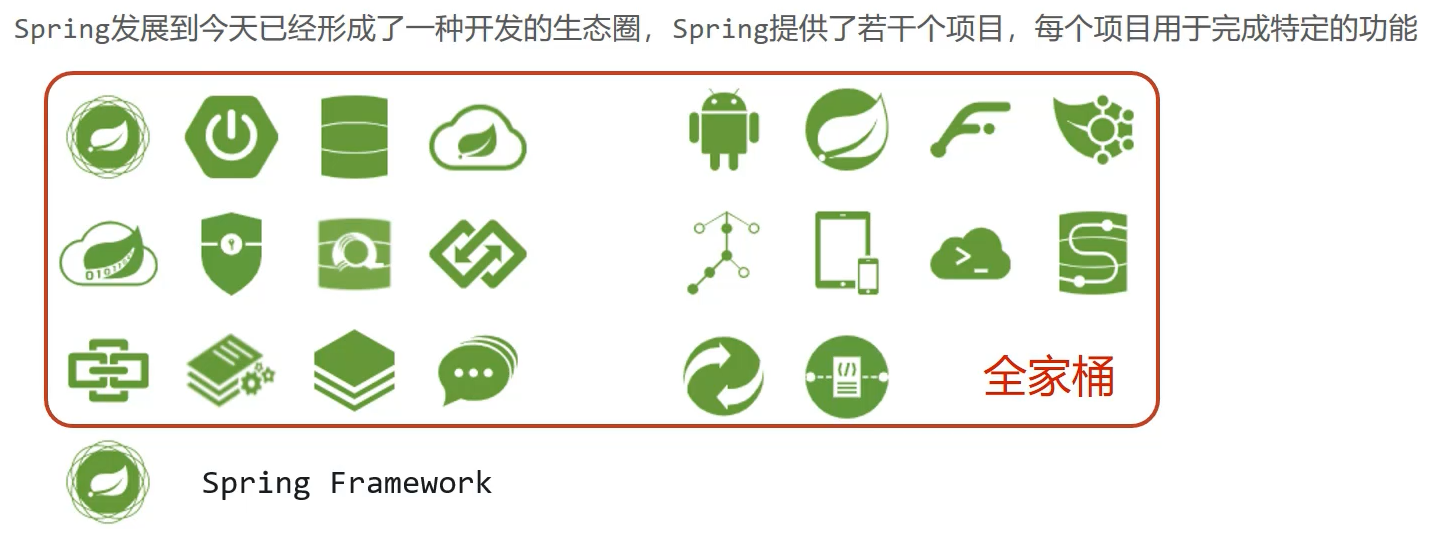 Spring发展到今天已经形成了一种开发的生态圈，Spring提供了若干个项目，每个项目用于完成特定的功能
全家桶
Spring Framework